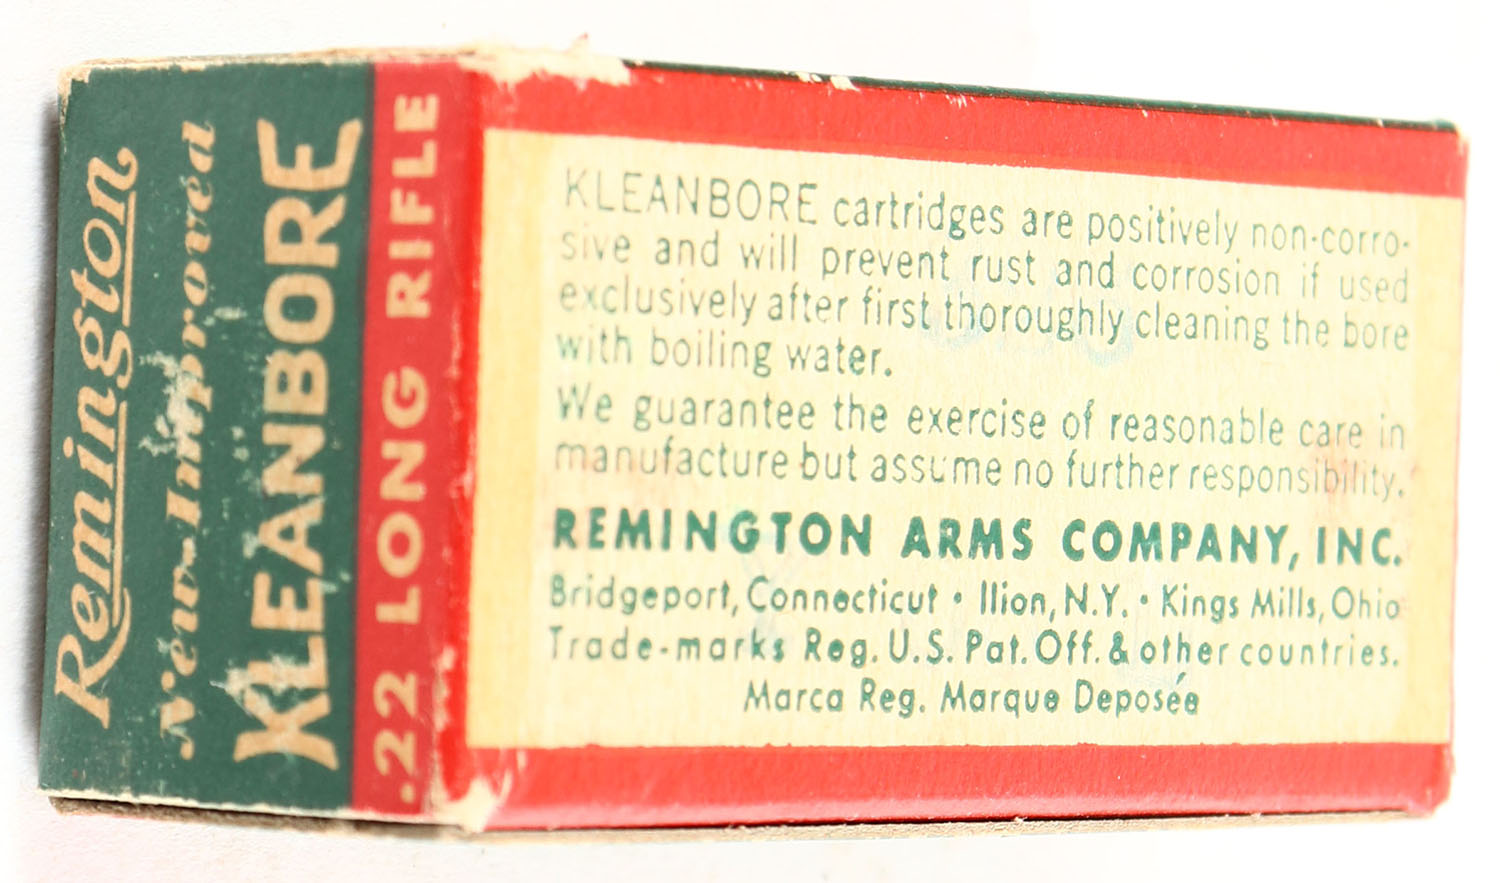 Remington
New-Improved
KLEANBORE
.22 LONG RIFLE
KLEANBORE cartridges are positively non-corro-
sive and will prevent rust and corrosion if used
exclusively after first thoroughly cleaning the bore
with boiling water.
We guarantee the exercise of reasonable care in
manufacture but assume no further responsibility.
REMINGTON ARMS COMPANY, INC.
Bridgeport, Connecticut • Ilion, N.Y. • Kings Mills, Ohio
Trade-marks Reg. U.S. Pat. Off. & other countries.
Marca Reg. Marque Deposée